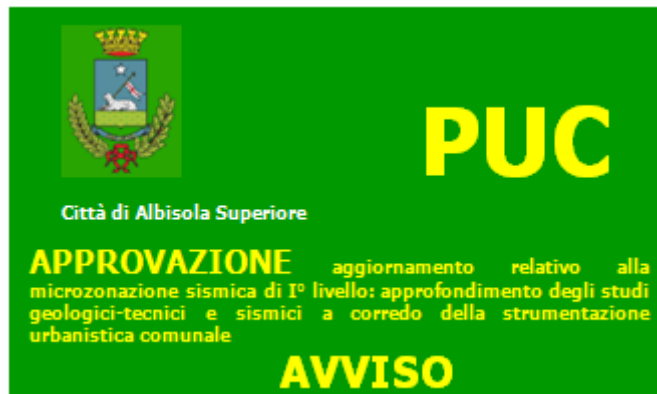 PUC
Città di Albisola Superiore
APPROVAZIONE aggiornamento relativo alla
microzonazione sismica di I° livello: approfondimento degli studi
geologici-tecnici e sismici a corredo della strumentazione
urbanistica comunale
AVVISO